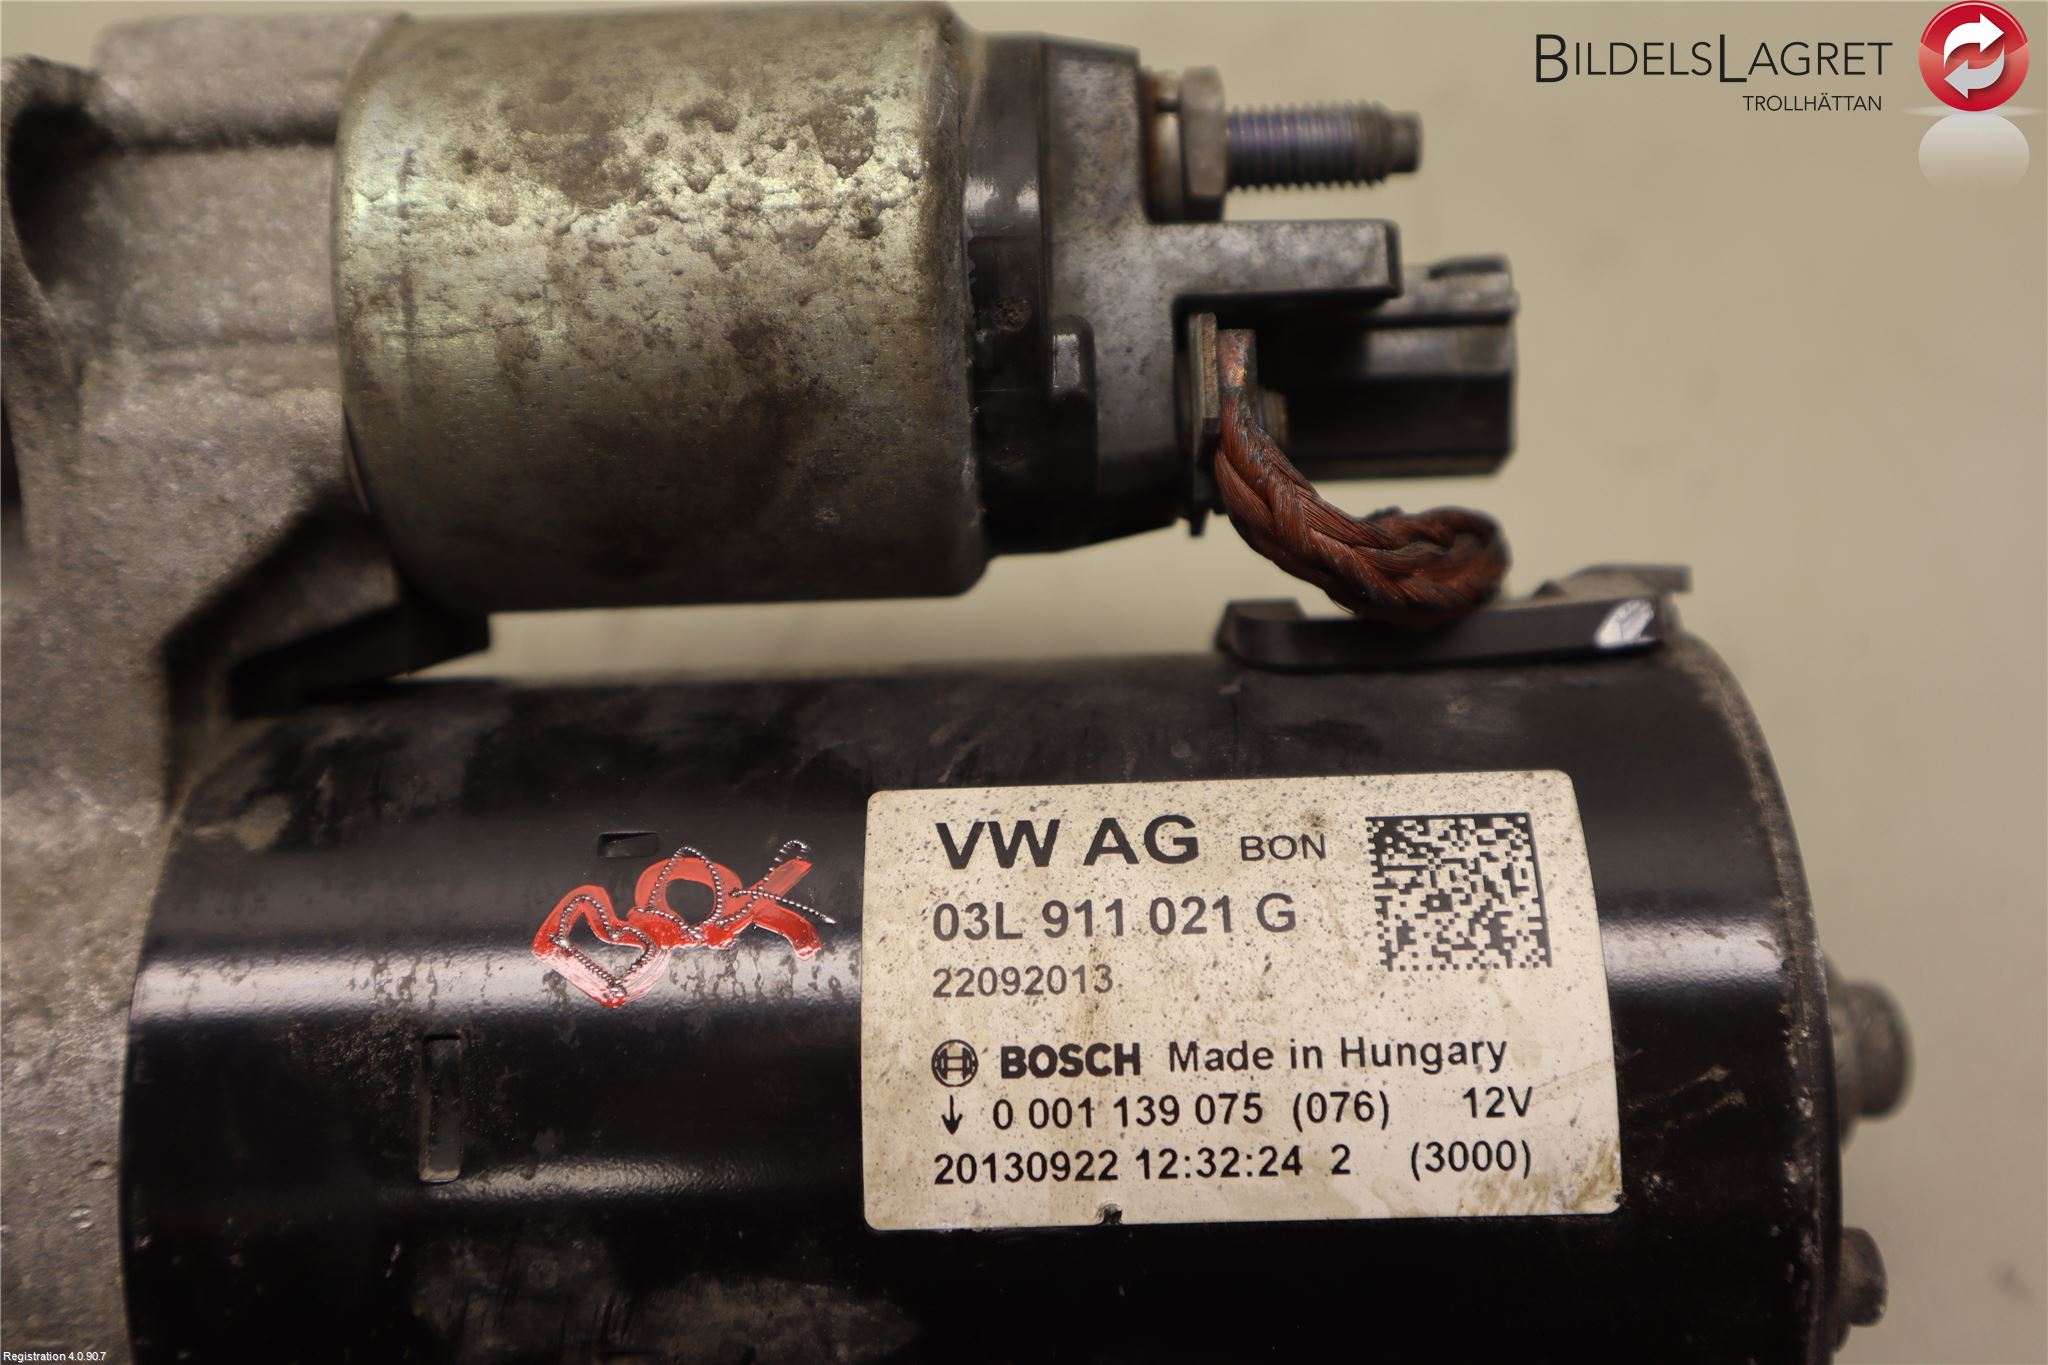 BILDELSLAGRET
TROLLHÄTTAN
BOX
VW AG BON
03L 911 021 G
22092013
BOSCH Made in Hungary
↓ 0 001 139 075 (076) 12V
20130922 12:32:24 2 (3000)
Registration 4.0.90.7